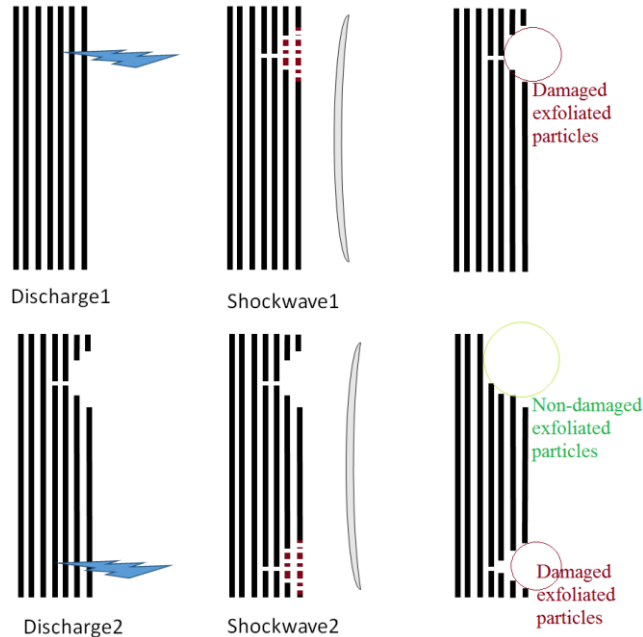 Damaged
exfoliated
particles
Discharge1
Shockwave1
Non-damaged
exfoliated
particles
Damaged
exfoliated
particles
Discharge2
Shockwave2